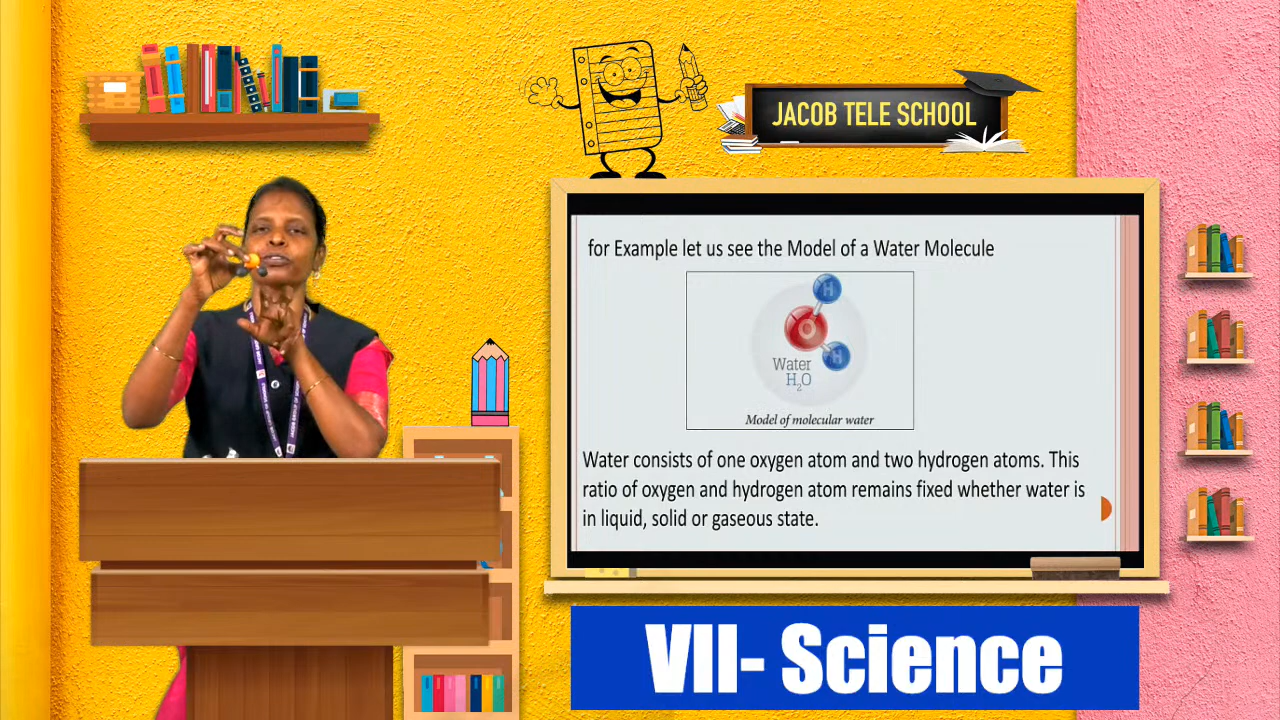 JACOB TELE SCHOOL
for Example let us see the Model of a Water Molecule
H
O
H
Water
H2O
Model of molecular water
Water consists of one oxygen atom and two hydrogen atoms. This
ratio of oxygen and hydrogen atom remains fixed whether water is
in liquid, solid or gaseous state.
VII- Science